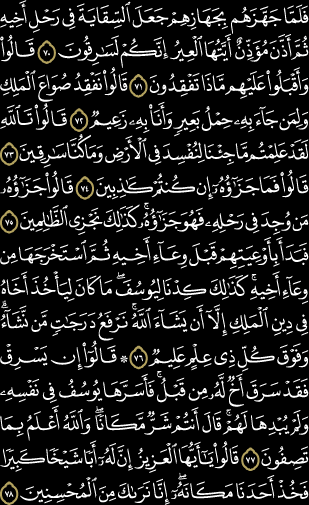 فَلَمَّا جَهَّزَهُم بِجَهَازِهِمْ جَعَلَ ٱلسِّقَايَةَ فِى رَحْلِ أَخِيهِ
ثُمَّ أَذَّنَ مُؤَذِّنٌ أَيَّتُهَا ٱلْعِيرُ إِنَّكُمْ لَسَٰرِقُونَ ٧٠ قَالُوا۟
وَأَقْبَلُوا۟ عَلَيْهِم مَّاذَا تَفْقِدُونَ ٧١ قَالُوا۟ نَفْقِدُ صُوَاعَ ٱلْمَلِكِ
وَلِمَن جَآءَ بِهِۦ حِمْلُ بَعِيرٍ وَأَنَا۠ بِهِۦ زَعِيمٌ ٧٢ قَالُوا۟ تَٱللَّهِ
لَقَدْ عَلِمْتُم مَّا جِئْنَا لِنُفْسِدَ فِى ٱلْأَرْضِ وَمَا كُنَّا سَٰرِقِينَ
٧٣ قَالُوا۟ فَمَا جَزَٰٓؤُهُۥٓ إِن كُنتُمْ كَٰذِبِينَ ٧٤ قَالُوا۟ جَزَٰٓؤُهُۥ
مَن وُجِدَ فِى رَحْلِهِۦ فَهُوَ جَزَٰٓؤُهُۥ ۚ كَذَٰلِكَ نَجْزِى ٱلظَّٰلِمِينَ ٧٥
فَبَدَأَ بِأَوْعِيَتِهِمْ قَبْلَ وِعَآءِ أَخِيهِ ثُمَّ ٱسْتَخْرَجَهَا مِن
وِعَآءِ أَخِيهِ ۚ كَذَٰلِكَ كِدْنَا لِيُوسُفَ ۖ مَا كَانَ لِيَأْخُذَ أَخَاهُ
فِى دِينِ ٱلْمَلِكِ إِلَّآ أَن يَشَآءَ ٱللَّهُ ۚ نَرْفَعُ دَرَجَٰتٍ مَّن نَّشَآءُ ۗ
وَفَوْقَ كُلِّ ذِى عِلْمٍ عَلِيمٌ ٧٦ ۞ قَالُوٓا۟ إِن يَسْرِقْ
فَقَدْ سَرَقَ أَخٌ لَّهُۥ مِن قَبْلُ ۚ فَأَسَرَّهَا يُوسُفُ فِى نَفْسِهِۦ
وَلَمْ يُبْدِهَا لَهُمْ ۚ قَالَ أَنتُمْ شَرٌّ مَّكَانًا ۖ وَٱللَّهُ أَعْلَمُ بِمَا
تَصِفُونَ ٧٧ قَالُوا۟ يَٰٓأَيُّهَا ٱلْعَزِيزُ إِنَّ لَهُۥٓ أَبًا شَيْخًا كَبِيرًا
فَخُذْ أَحَدَنَا مَكَانَهُۥٓ ۖ إِنَّا نَرَىٰكَ مِنَ ٱلْمُحْسِنِينَ ٧٨